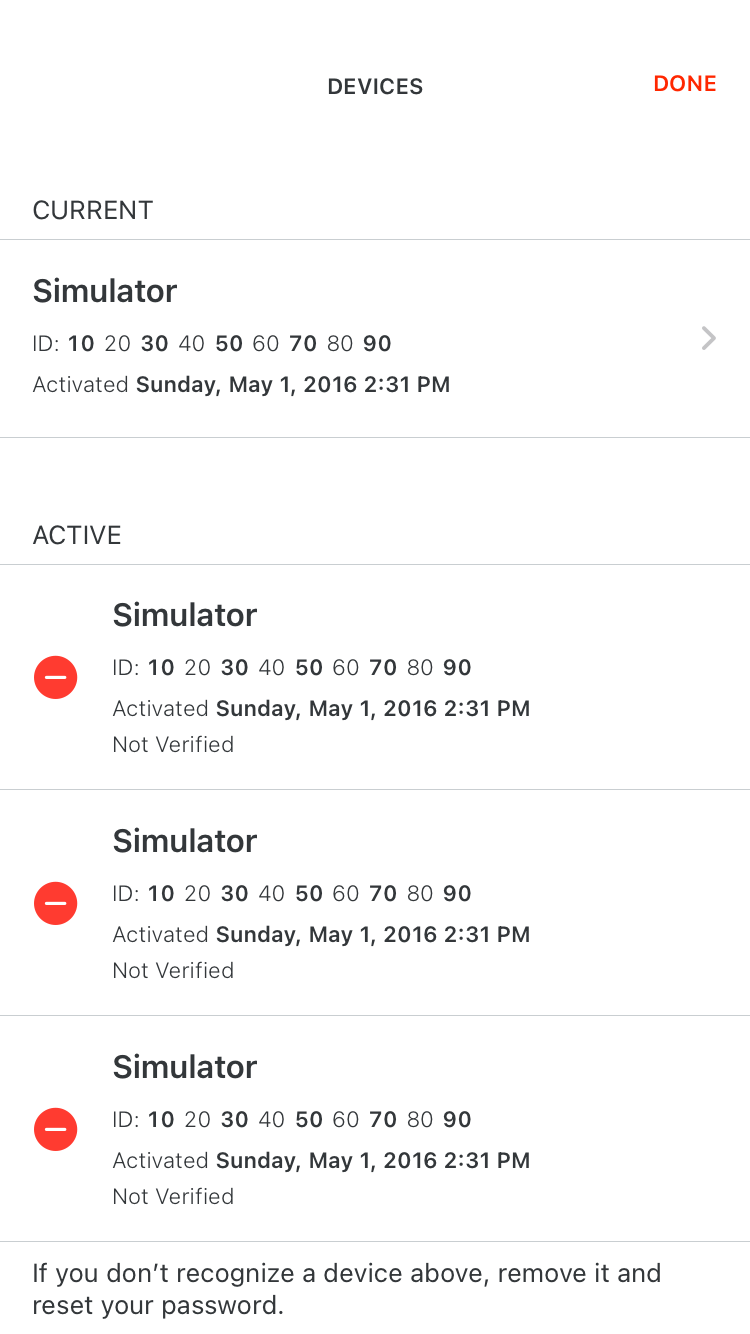 DEVICES
DONE
CURRENT
Simulator
ID: 10 20 30 40 50 60 70 80 90
Activated Sunday, May 1, 2016 2:31 PM
ACTIVE
Simulator
ID: 10 20 30 40 50 60 70 80 90
Activated Sunday, May 1, 2016 2:31 PM
Not Verified
Simulator
ID: 10 20 30 40 50 60 70 80 90
Activated Sunday, May 1, 2016 2:31 PM
Not Verified
Simulator
ID: 10 20 30 40 50 60 70 80 90
Activated Sunday, May 1, 2016 2:31 PM
Not Verified
If you don’t recognize a device above, remove it and
reset your password.